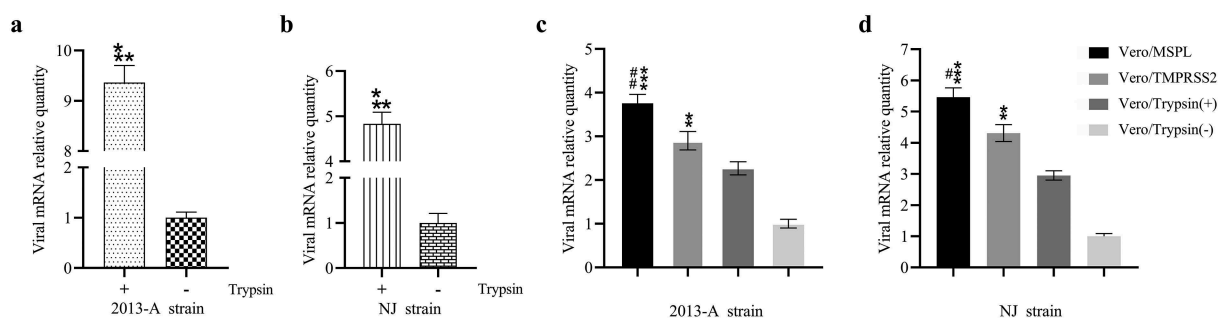 a
Viral mRNA relative quantity
10
9
8
2
1
0
***
+ - Trypsin
2013-A strain
b
Viral mRNA relative quantity
6
5
4
2
1
0
***
+ - Trypsin
NJ strain
c
Viral mRNA relative quantity
5
4
3
2
1
0
##
***
**
2013-A strain
d
Viral mRNA relative quantity
7
6
5
4
3
2
1
0
#
***
**
NJ strain
Vero/MSPL
Vero/TMPRSS2
Vero/Trypsin(+)
Vero/Trypsin(-)